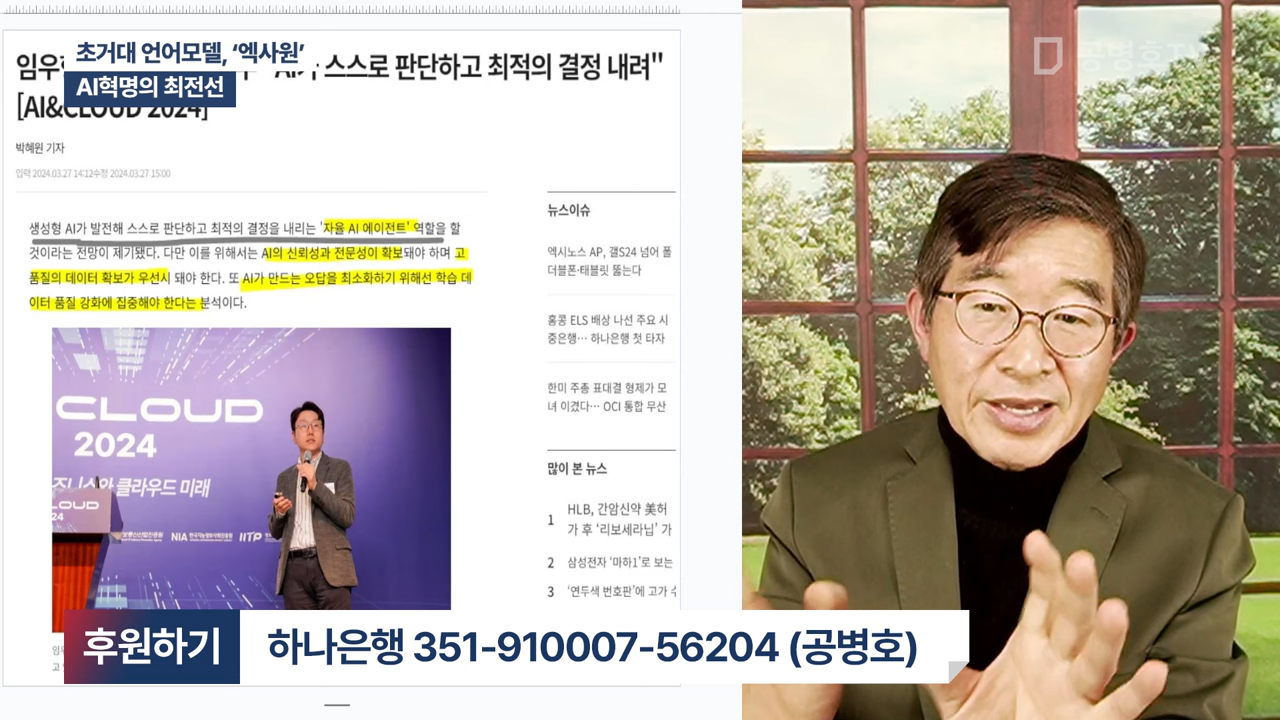 초거대 언어모델, ‘엑사원’
AI혁명의 최전선
스스로 판단하고 최적의 결정 내려"
[AI&CLOUD 2024]
박혜원 기자
입력 2024.03.27 14:12수정 2024.03.27 15:00
생성형 AI가 발전해 스스로 판단하고 최적의 결정을 내리는 '자율 AI 에이전트' 역할을 할
것이라는 전망이 제기됐다. 다만 이를 위해서는 AI의 신뢰성과 전문성이 확보돼야 하며 고
품질의 데이터 확보가 우선시 돼야 한다. 또 AI가 만드는 오답을 최소화하기 위해선 학습 데
이터 품질 강화에 집중해야 한다는 분석이다.
CLOUD
2024
클라우드 미래
LOUD
24
NIA
IITP
뉴스이슈
엑시노스 AP, 갤S24 넘어 폴
더블폰·태블릿 뚫는다
홍콩 ELS 배상 나선 주요 시
중은행… 하나은행 첫 타자
한미 주총 표대결 형제가 모
녀 이겼다… OCI 통합 무산
많이 본 뉴스
1 HLB, 간암신약 美허
가 후 ‘리보세라닙’ 가
2 삼성전자 ‘마하1’로 보는
3 ‘연두색 번호판’에 고가
공병호TV
후원하기
하나은행 351-910007-56204 (공병호)